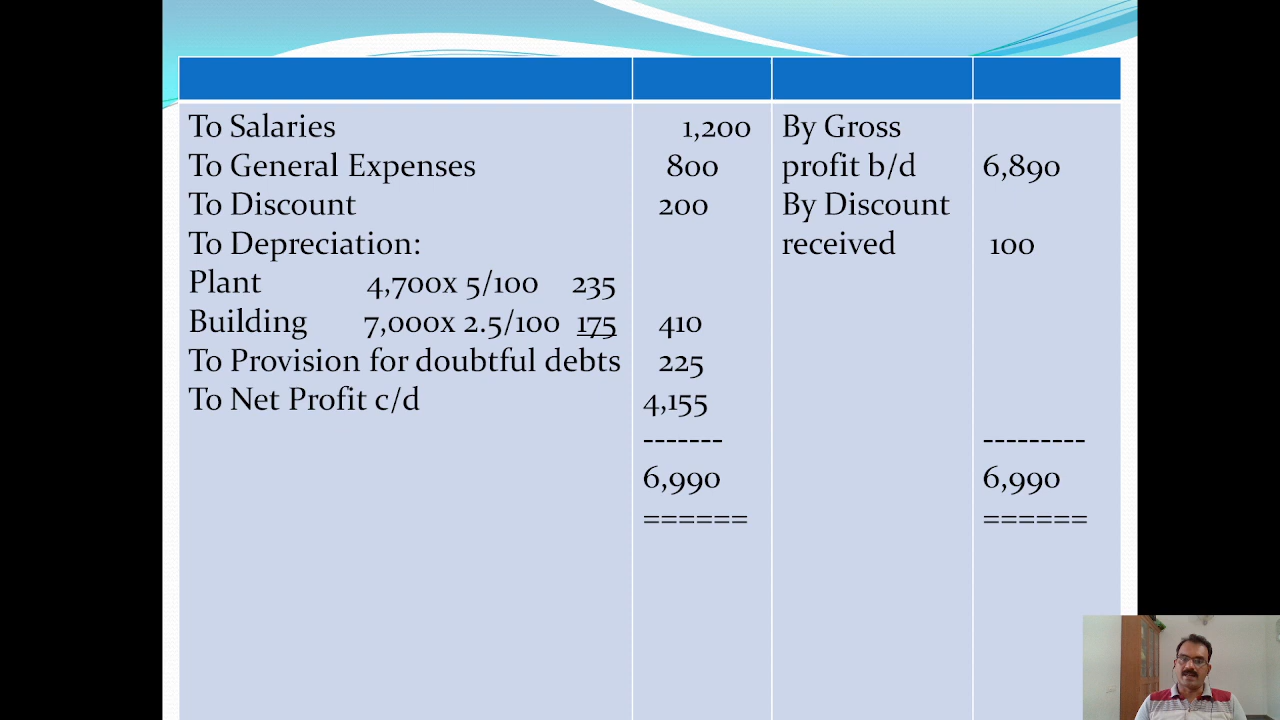 To Salaries 1,200 By Gross
To General Expenses 800 profit b/d 6,890
To Discount 200 By Discount
To Depreciation: received 100
Plant 4,700x 5/100 235
Building 7,000x 2.5/100 175 410
To Provision for doubtful debts 225
To Net Profit c/d 4,155
------- ---------
6,990 6,990
====== ======